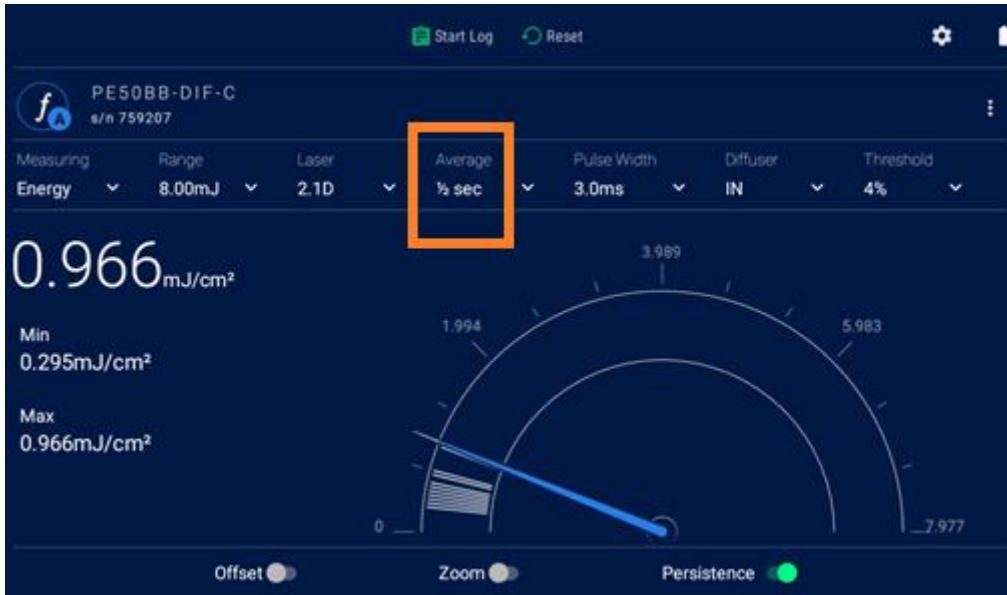 Start Log Reset
PE50BB-DIF-C
s/n 759207
Measuring Range Laser Average Pulse Width Diffuser Threshold
Energy 8.00mJ 2.1D ½ sec 3.0ms IN 4%
0.966mJ/cm²
Min
0.295mJ/cm²
Max
0.966mJ/cm²
3.989
1.994 5.983
0 7.977
Offset Zoom Persistence
f A